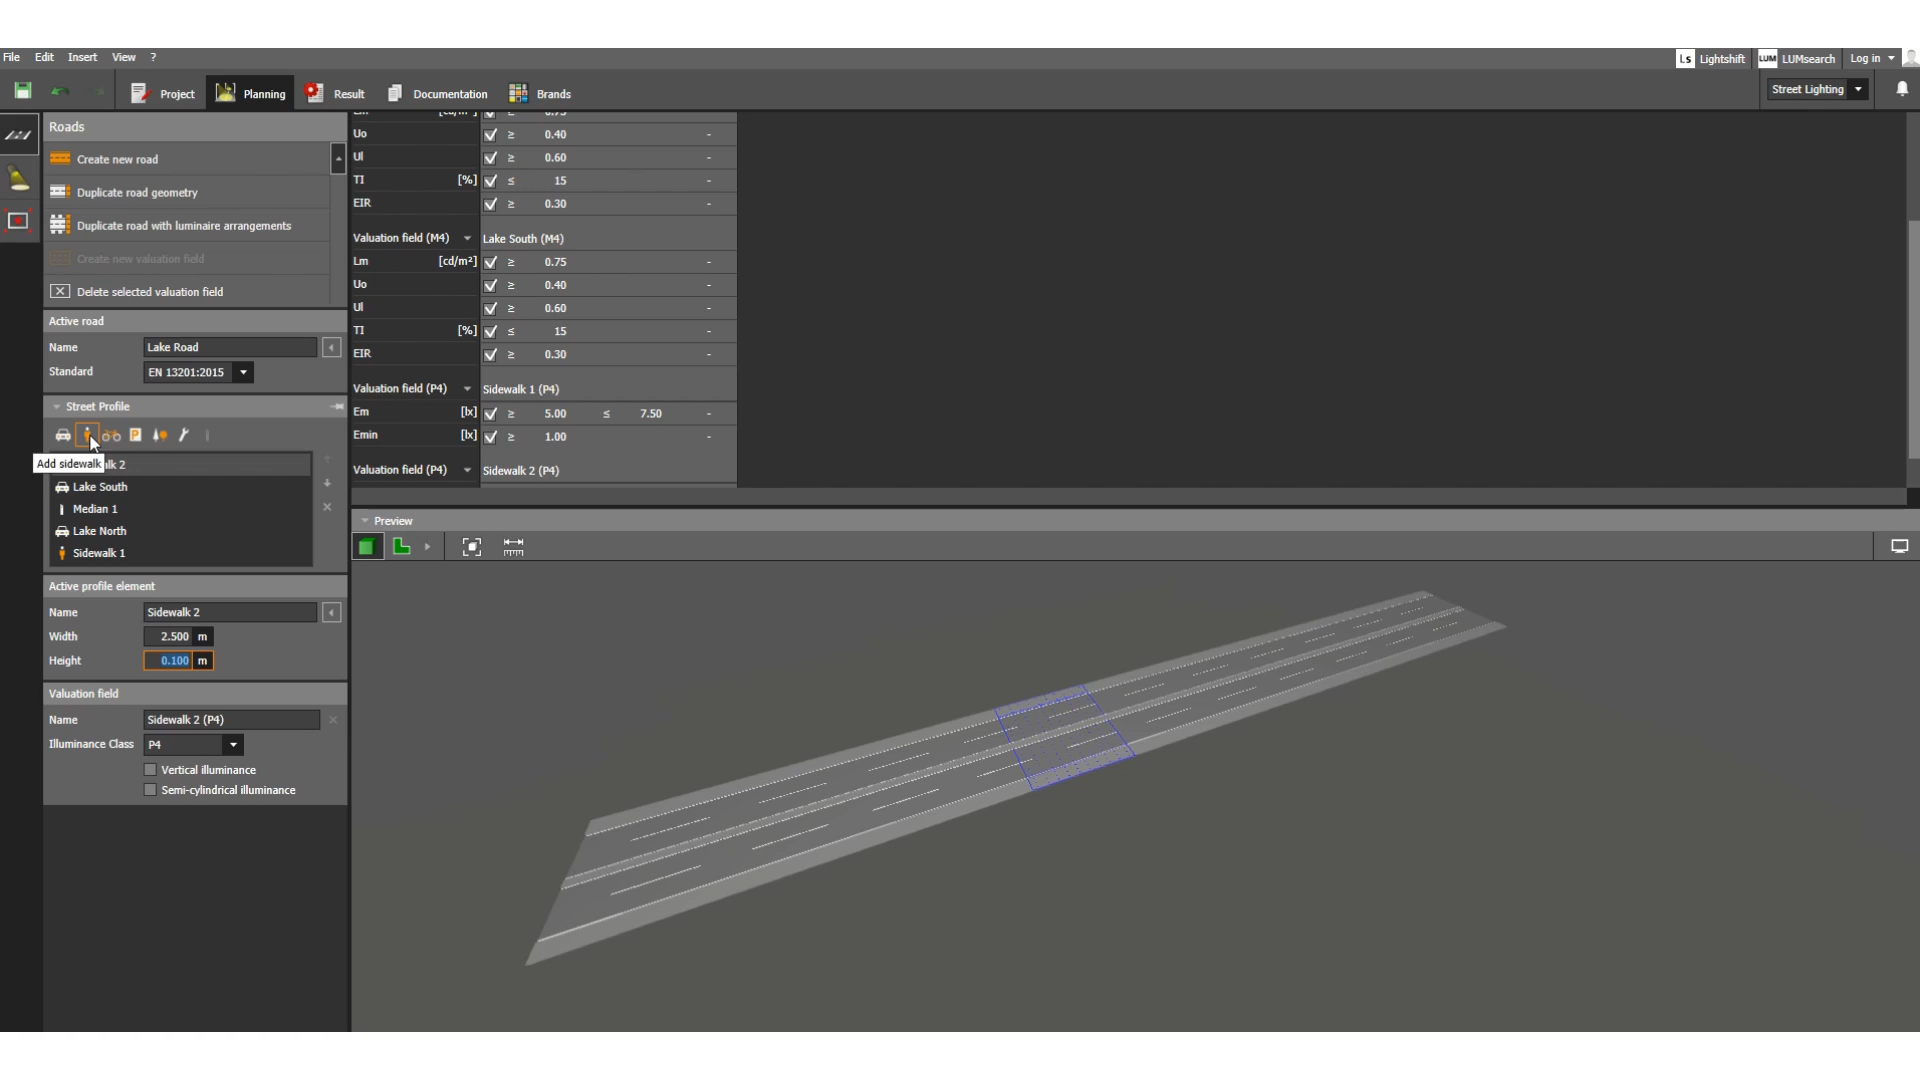 File Edit Insert View ?
Ls Lightshift LUM LUMsearch Log in
Project Planning Result Documentation Brands
Street Lighting
Roads
Create new road
Duplicate road geometry
Duplicate road with luminaire arrangements
Create new valuation field
Delete selected valuation field
Active road
Name Lake Road
Standard EN 13201:2015
Street Profile
Add sidewalk
lk 2
Lake South
Median 1
Lake North
Sidewalk 1
Active profile element
Name Sidewalk 2
Width 2.500 m
Height 0.100 m
Valuation field
Name Sidewalk 2 (P4)
Illuminance Class P4
Vertical illuminance
Semi-cylindrical illuminance
Uo ≥ 0.40 -
Ul ≥ 0.60 -
TI [%] ≤ 15 -
EIR ≥ 0.30 -
Valuation field (M4) Lake South (M4)
Lm [cd/m²] ≥ 0.75 -
Uo ≥ 0.40 -
Ul ≥ 0.60 -
TI [%] ≤ 15 -
EIR ≥ 0.30 -
Valuation field (P4) Sidewalk 1 (P4)
Em [lx] ≥ 5.00 ≤ 7.50 -
Emin [lx] ≥ 1.00 -
Valuation field (P4) Sidewalk 2 (P4)
Preview